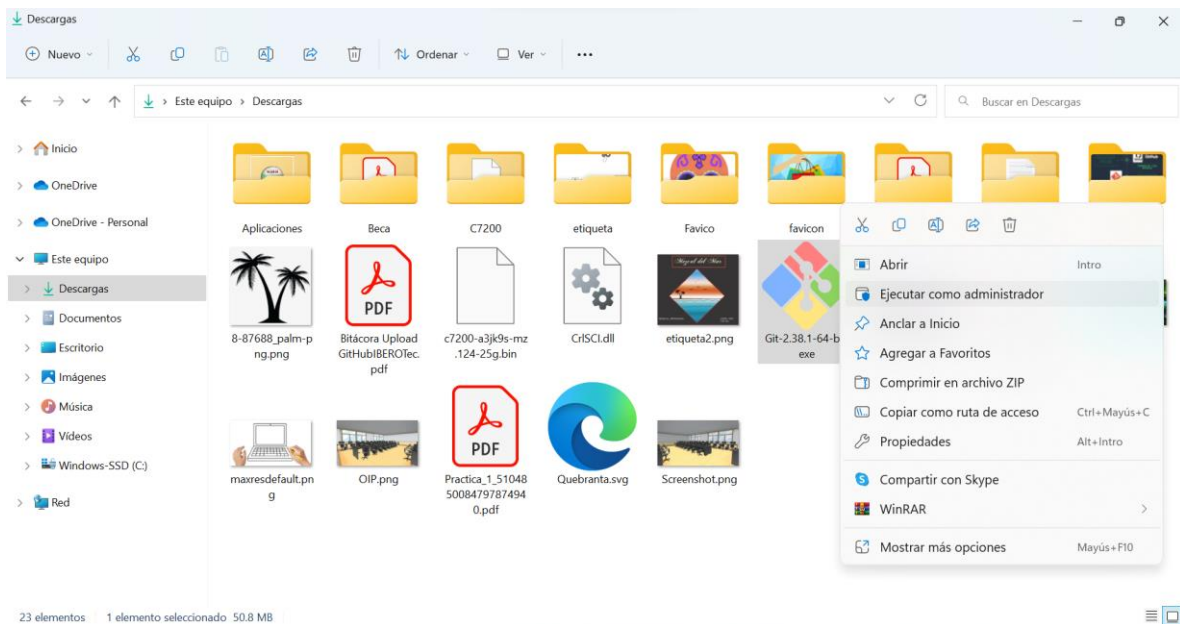 Descargas
Nuevo
Ordenar
Ver
Este equipo > Descargas
Buscar en Descargas
Inicio
OneDrive
OneDrive - Personal
Este equipo
Descargas
Documentos
Escritorio
Imágenes
Música
Vídeos
Windows-SSD (C:)
Red
Aplicaciones
Beca
C7200
etiqueta
Favico
favicon
8-87688_palm-p
ng.png
PDF
Bitácora Upload
GitHubIBEROTec.
pdf
c7200-a3jk9s-mz
.124-25g.bin
CrlSCI.dll
Mezcal del Mar
etiqueta2.png
Git-2.38.1-64-b
exe
maxresdefault.pn
g
OIP.png
PDF
Practica_1_51048
5008479787494
0.pdf
Quebranta.svg
Screenshot.png
Abrir Intro
Ejecutar como administrador
Anclar a Inicio
Agregar a Favoritos
Comprimir en archivo ZIP
Copiar como ruta de acceso Ctrl+Mayús+C
Propiedades Alt+Intro
Compartir con Skype
WinRAR
Mostrar más opciones Mayús+F10
23 elementos 1 elemento seleccionado 50.8 MB